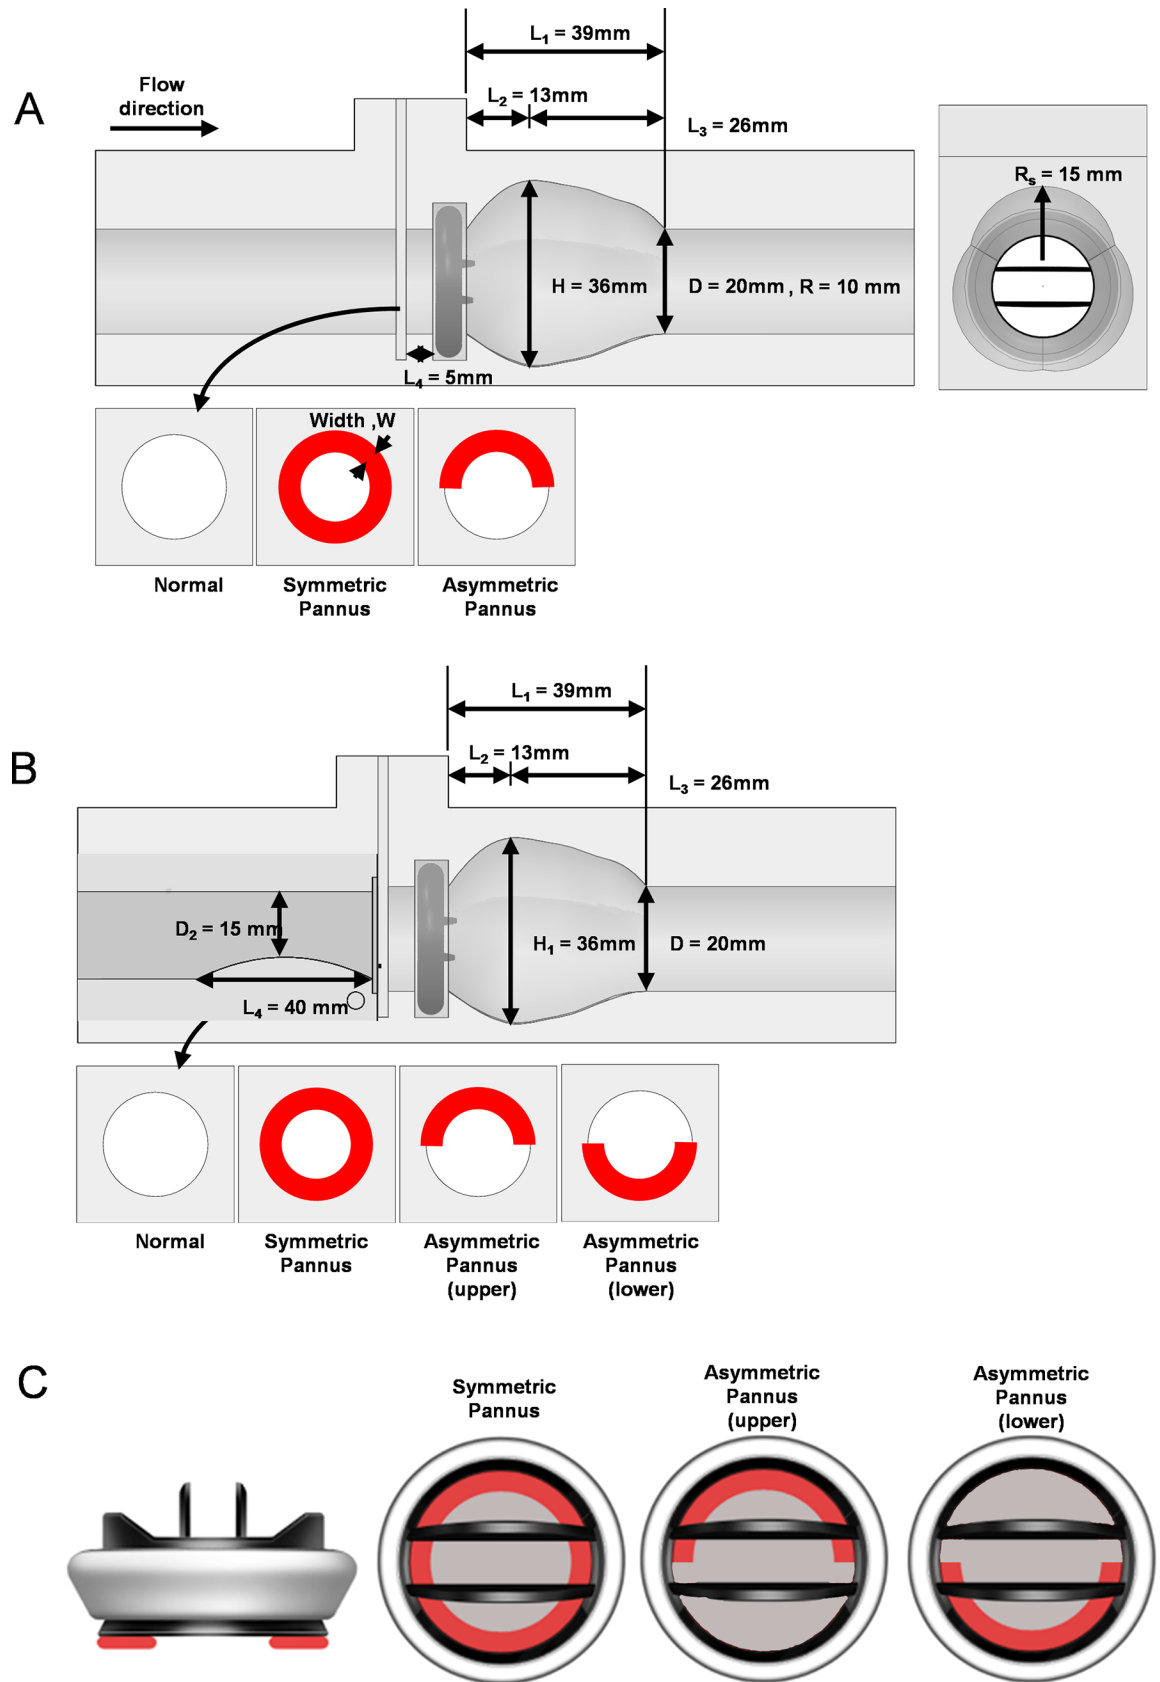 A
Flow
direction
L₁ = 39mm
L₂ = 13mm
L₃ = 26mm
H = 36mm
D = 20mm , R = 10 mm
L₄ = 5mm
Rₛ = 15 mm
Width ,W
Normal
Symmetric
Pannus
Asymmetric
Pannus
B
L₁ = 39mm
L₂ = 13mm
L₃ = 26mm
D₂ = 15 mm
H₁ = 36mm
D = 20mm
L₄ = 40 mm
Normal
Symmetric
Pannus
Asymmetric
Pannus
(upper)
Asymmetric
Pannus
(lower)
C
Symmetric
Pannus
Asymmetric
Pannus
(upper)
Asymmetric
Pannus
(lower)